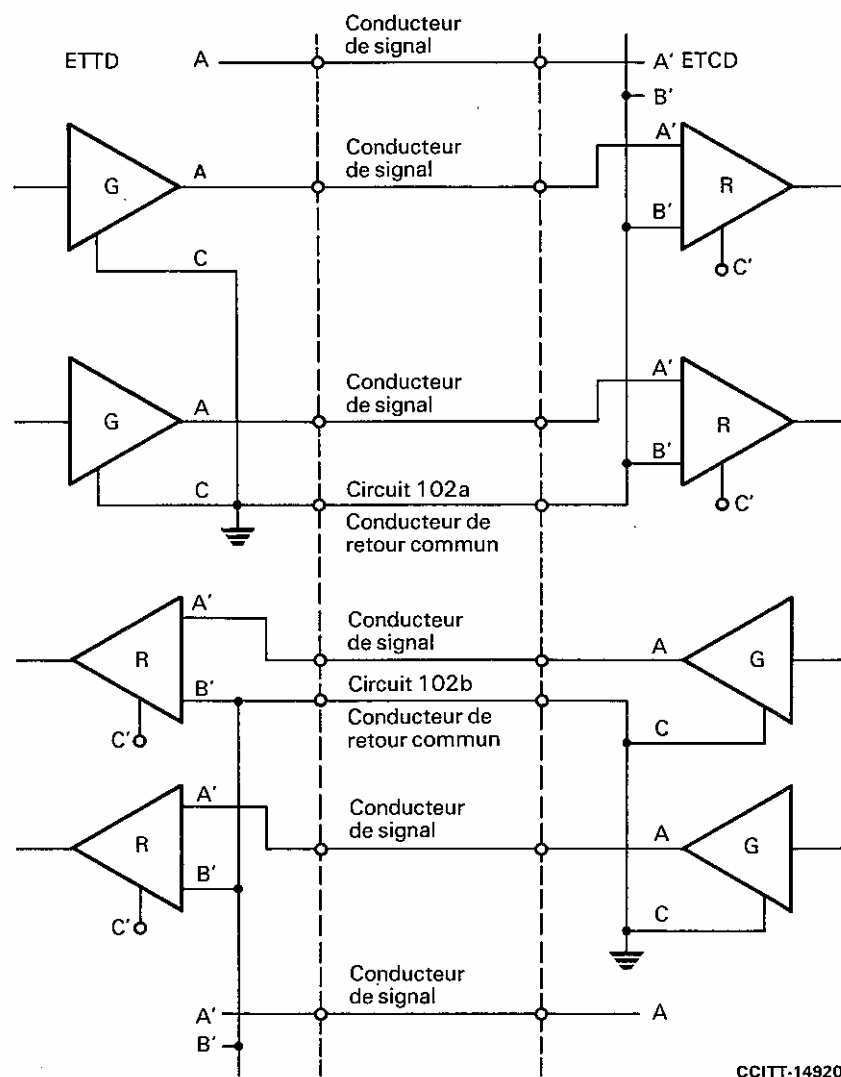 Conducteur
de signal
ETTD A A' ETCD
B'
Conducteur
de signal
A A'
G R
B'
C C'
Conducteur
de signal
A A'
G R
B'
C Circuit 102a C'
Conducteur de
retour commun
A' Conducteur
de signal A
R G
B' Circuit 102b
C' Conducteur de
retour commun C
A' Conducteur
de signal A
R G
B'
C' C
Conducteur
de signal
A' A
B'
CCITT-14920